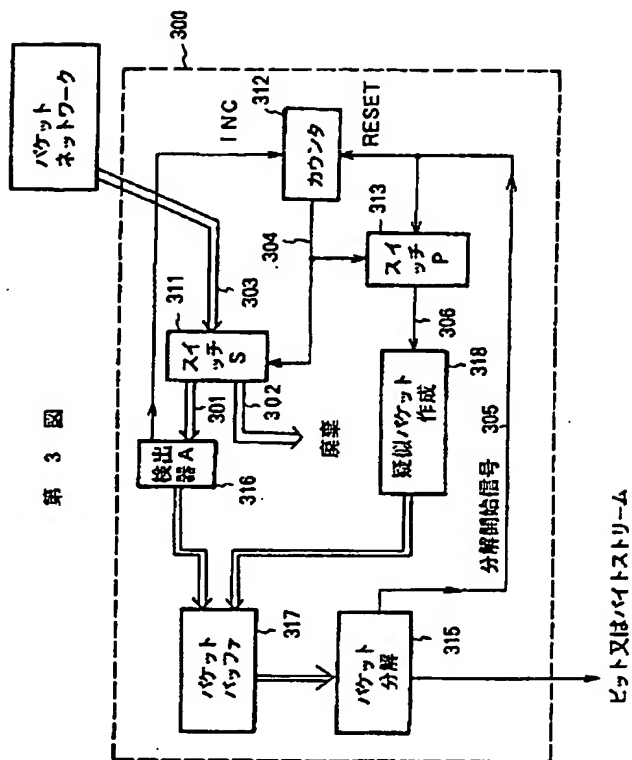 第 3 図
パケット
ネットワーク
300
INC
312
カウンタ
RESET
304
313
スイッチ
P
303
311
スイッチ
S
301
302
廃棄
306
318
疑似パケット
作成
305
検出
器A
316
分解開始信号
パケット
バッファ
317
パケット
分解
315
ビット又はバイトストリーム